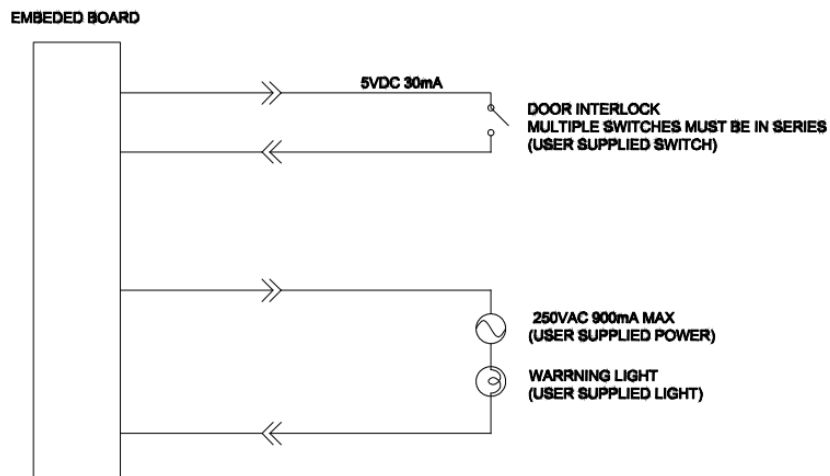 EMBEDED BOARD
5VDC 30mA
DOOR INTERLOCK
MULTIPLE SWITCHES MUST BE IN SERIES
(USER SUPPLIED SWITCH)
250VAC 900mA MAX
(USER SUPPLIED POWER)
WARRNING LIGHT
(USER SUPPLIED LIGHT)